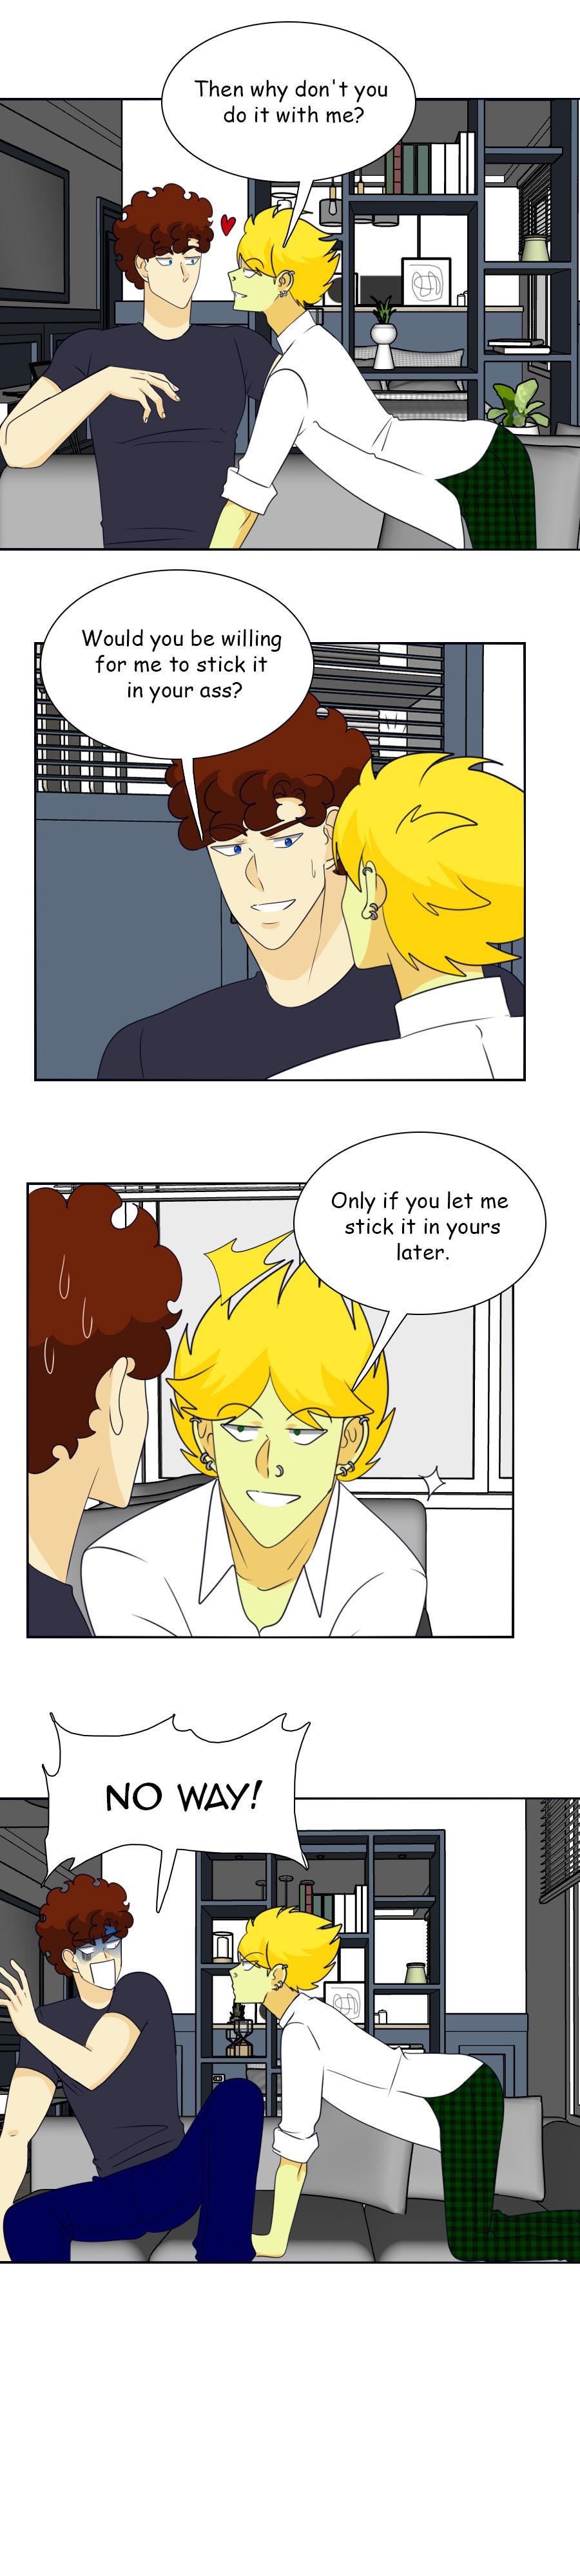 Then why don't you
do it with me?
Would you be willing
for me to stick it
in your ass?
Only if you let me
stick it in yours
later.
NO WAY!